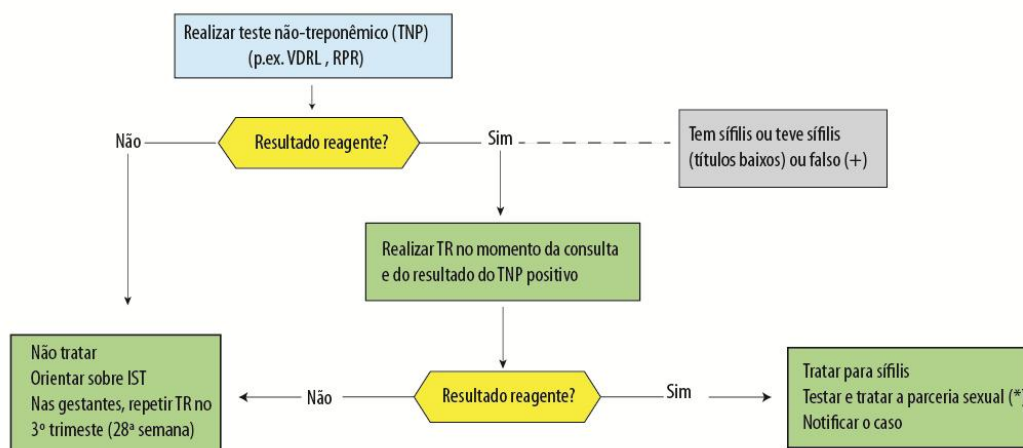 Realizar teste não-treponêmico (TNP)
(p.ex. VDRL , RPR)
Não
Resultado reagente?
Sim
Tem sífilis ou teve sífilis
(títulos baixos) ou falso (+)
Realizar TR no momento da consulta
e do resultado do TNP positivo
Não tratar
Orientar sobre IST
Nas gestantes, repetir TR no
3º trimeste (28ª semana)
Não
Resultado reagente?
Sim
Tratar para sífilis
Testar e tratar a parceria sexual (*)
Notificar o caso